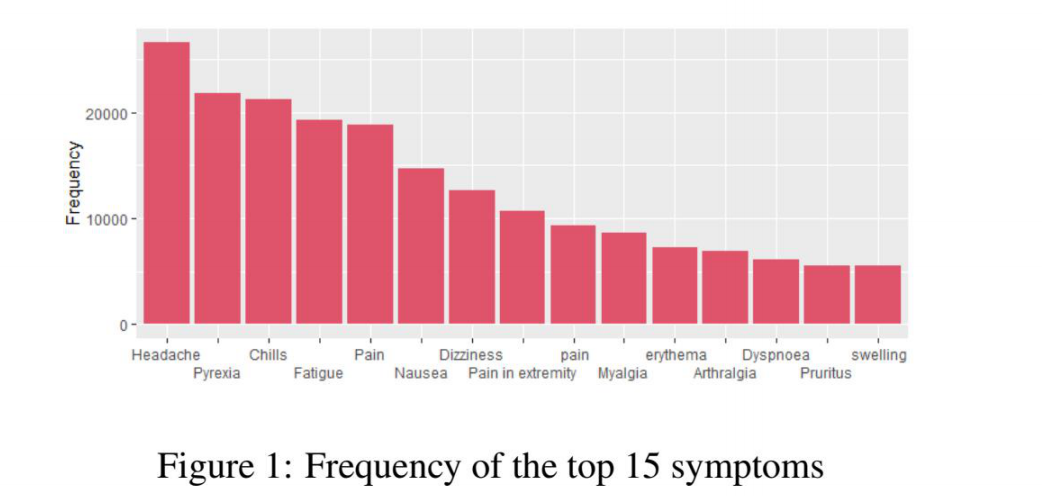 20000
Frequency
10000
0
Headache Chills Pain Dizziness pain erythema Dyspnoea swelling
Pyrexia Fatigue Nausea Pain in extremity Myalgia Arthralgia Pruritus
Figure 1: Frequency of the top 15 symptoms